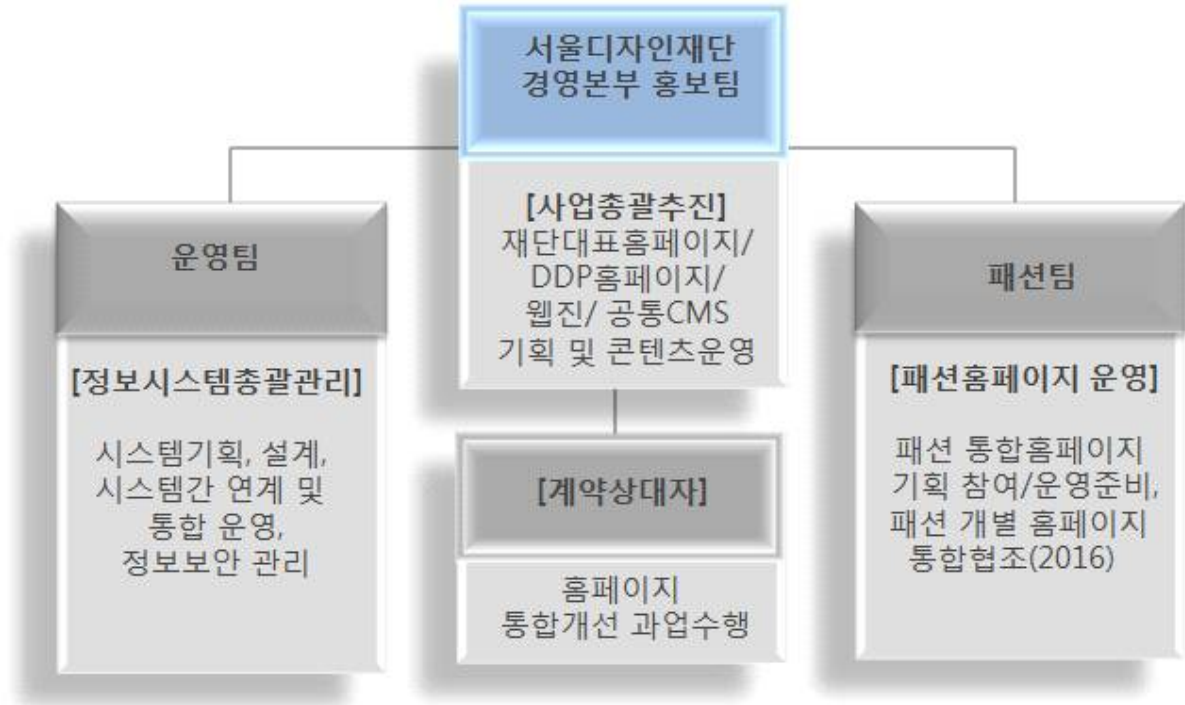 서울디자인재단
경영본부 홍보팀
[사업총괄추진]
재단대표홈페이지/
DDP홈페이지/
웹진/ 공통CMS
기획 및 콘텐츠운영
운영팀
[정보시스템총괄관리]
시스템기획, 설계,
시스템간 연계 및
통합 운영,
정보보안 관리
[계약상대자]
홈페이지
통합개선 과업수행
패션팀
[패션홈페이지 운영]
패션 통합홈페이지
기획 참여/운영준비,
패션 개별 홈페이지
통합협조(2016)